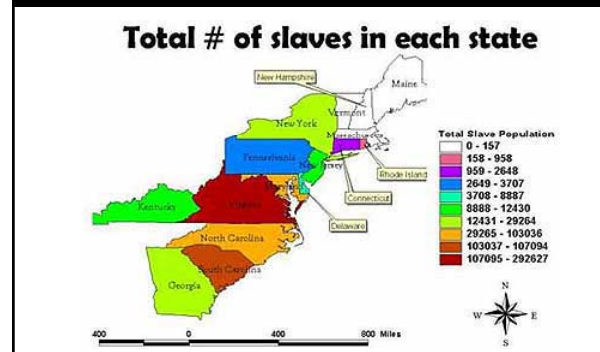 Total # of slaves in each state
New Hampshire
Maine
Vermont
New York
Massachusetts
Pennsylvania
New Jersey
Rhode Island
Connecticut
Kentucky
Virginia
Delaware
North Carolina
South Carolina
Georgia
Total Slave Population
0 - 157
158 - 958
959 - 2648
2649 - 3707
3708 - 8887
8888 - 12430
12431 - 29264
29265 - 103036
103037 - 107094
107095 - 292627
N
W E
S
400 0 400 800 Miles